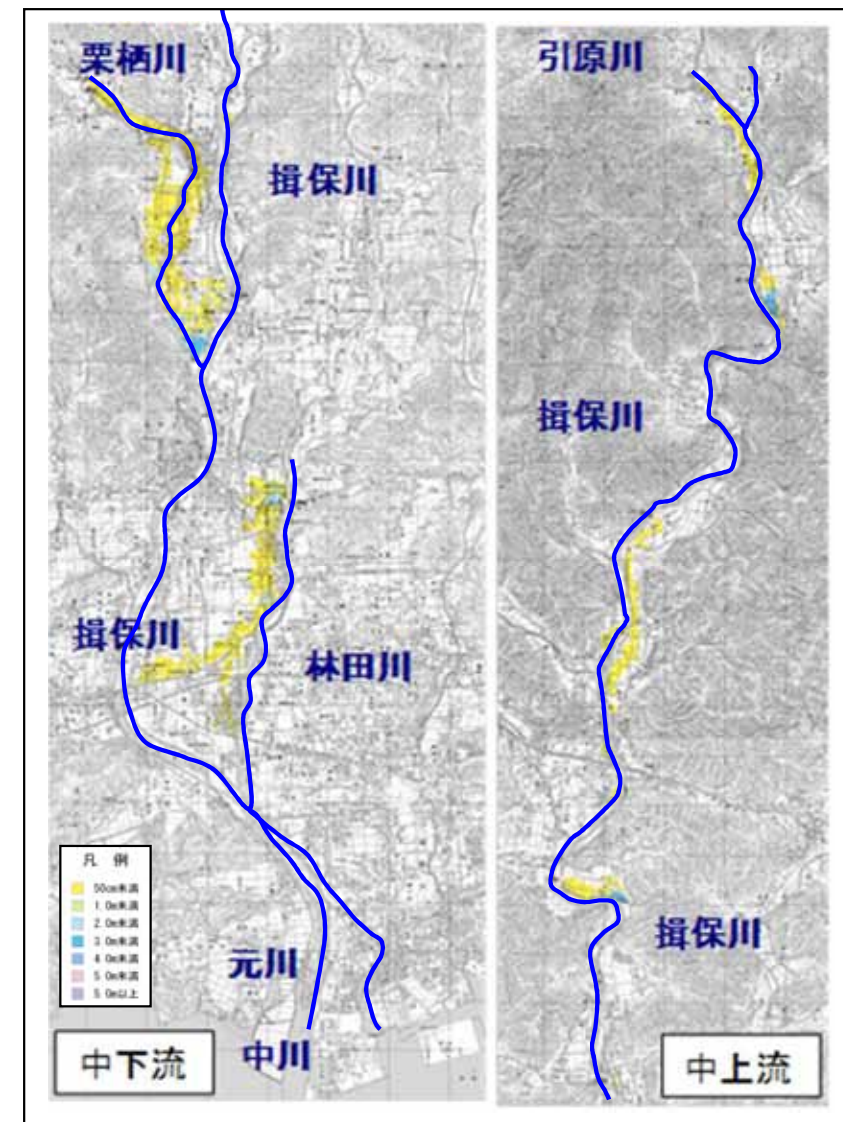 栗栖川
揖保川
揖保川
林田川
凡 例
50cm未満
1.0m未満
2.0m未満
3.0m未満
4.0m未満
5.0m未満
5.0m以上
元川
中川
中下流
引原川
揖保川
揖保川
中上流